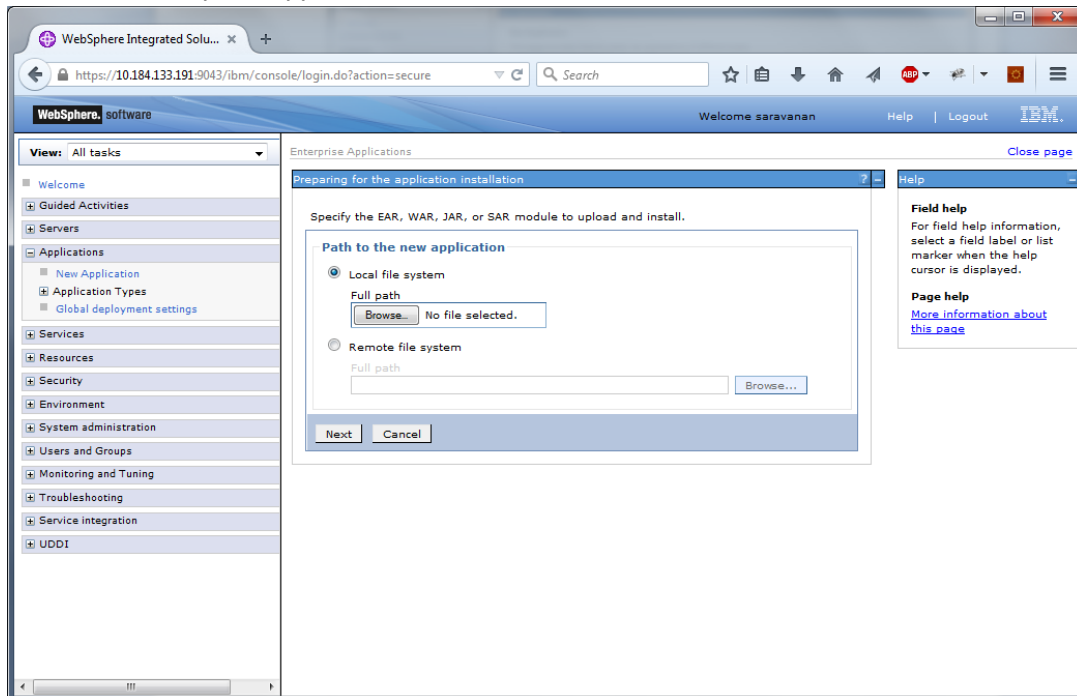 WebSphere Integrated Solu...
https://10.184.133.191:9043/ibm/console/login.do?action=secure
Search
ABP
WebSphere. software
Welcome saravanan
Help | Logout
IBM.
View: All tasks
Welcome
Guided Activities
Servers
Applications
New Application
Application Types
Global deployment settings
Services
Resources
Security
Environment
System administration
Users and Groups
Monitoring and Tuning
Troubleshooting
Service integration
UDDI
Enterprise Applications
Close page
Preparing for the application installation
? -
Specify the EAR, WAR, JAR, or SAR module to upload and install.
Path to the new application
Local file system
Full path
Browse... No file selected.
Remote file system
Full path
Browse...
Next Cancel
Help
Field help
For field help information,
select a field label or list
marker when the help
cursor is displayed.
Page help
More information about
this page